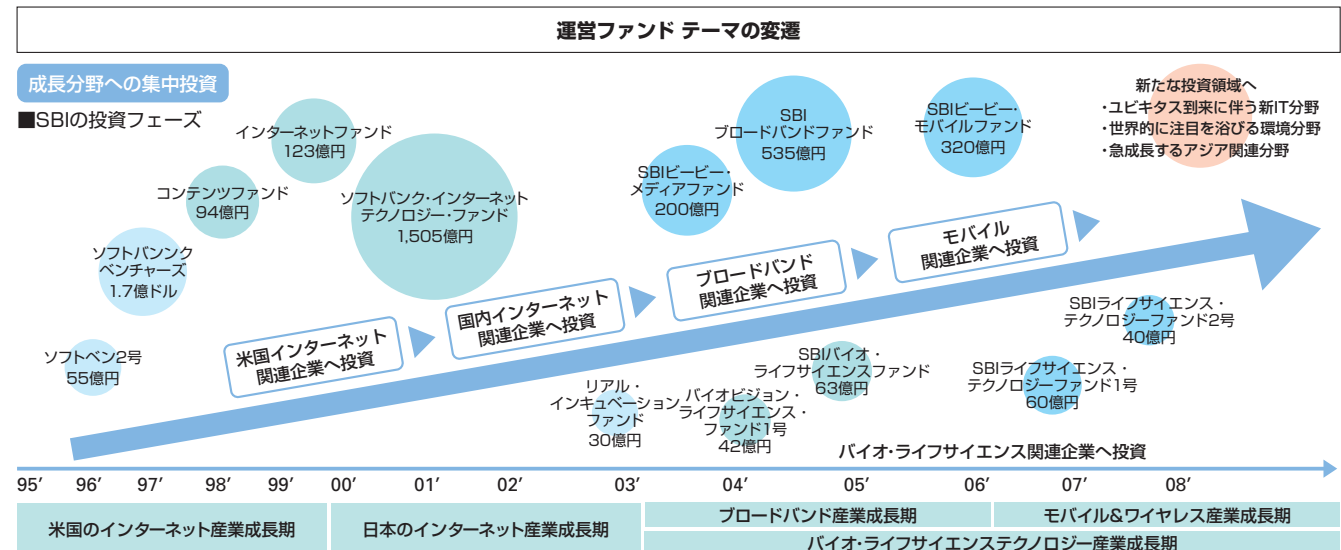 運営ファンド テーマの変遷
成長分野への集中投資
■SBIの投資フェーズ
ソフトベン2号
55億円
ソフトバンンク
ベンチャーズ
1.7億ドル
コンテンツファンド
94億円
インターネットファンド
123億円
ソフトバンク・インターネット
テクノロジー・ファンド
1,505億円
SBIビービー・
メディアファンド
200億円
SBI
ブロードバンドファンド
535億円
SBIビービー・
モバイルファンド
320億円
新たな投資領域へ
・ユビキタス到来に伴う新IT分野
・世界的に注目を浴びる環境分野
・急成長するアジア関連分野
米国インターネット
関連企業へ投資
国内インターネット
関連企業へ投資
ブロードバンド
関連企業へ投資
モバイル
関連企業へ投資
リアル・
インキュベーション
ファンド
30億円
バイオビジョン・
ライフサイエンス・
ファンド1号
42億円
SBIバイオ・
ライフサイエンスファンド
63億円
SBIライフサイエンス・
テクノロジーファンド1号
60億円
SBIライフサイエンス・
テクノロジーファンド2号
40億円
バイオ・ライフサイエンス関連企業へ投資
95′ 96′ 97′ 98′ 99′ 00′ 01′ 02′ 03′ 04′ 05′ 06′ 07′ 08′
米国のインターネット産業成長期
日本のインターネット産業成長期
ブロードバンド産業成長期
モバイル&ワイヤレス産業成長期
バイオ・ライフサイエンステクノロジー産業成長期